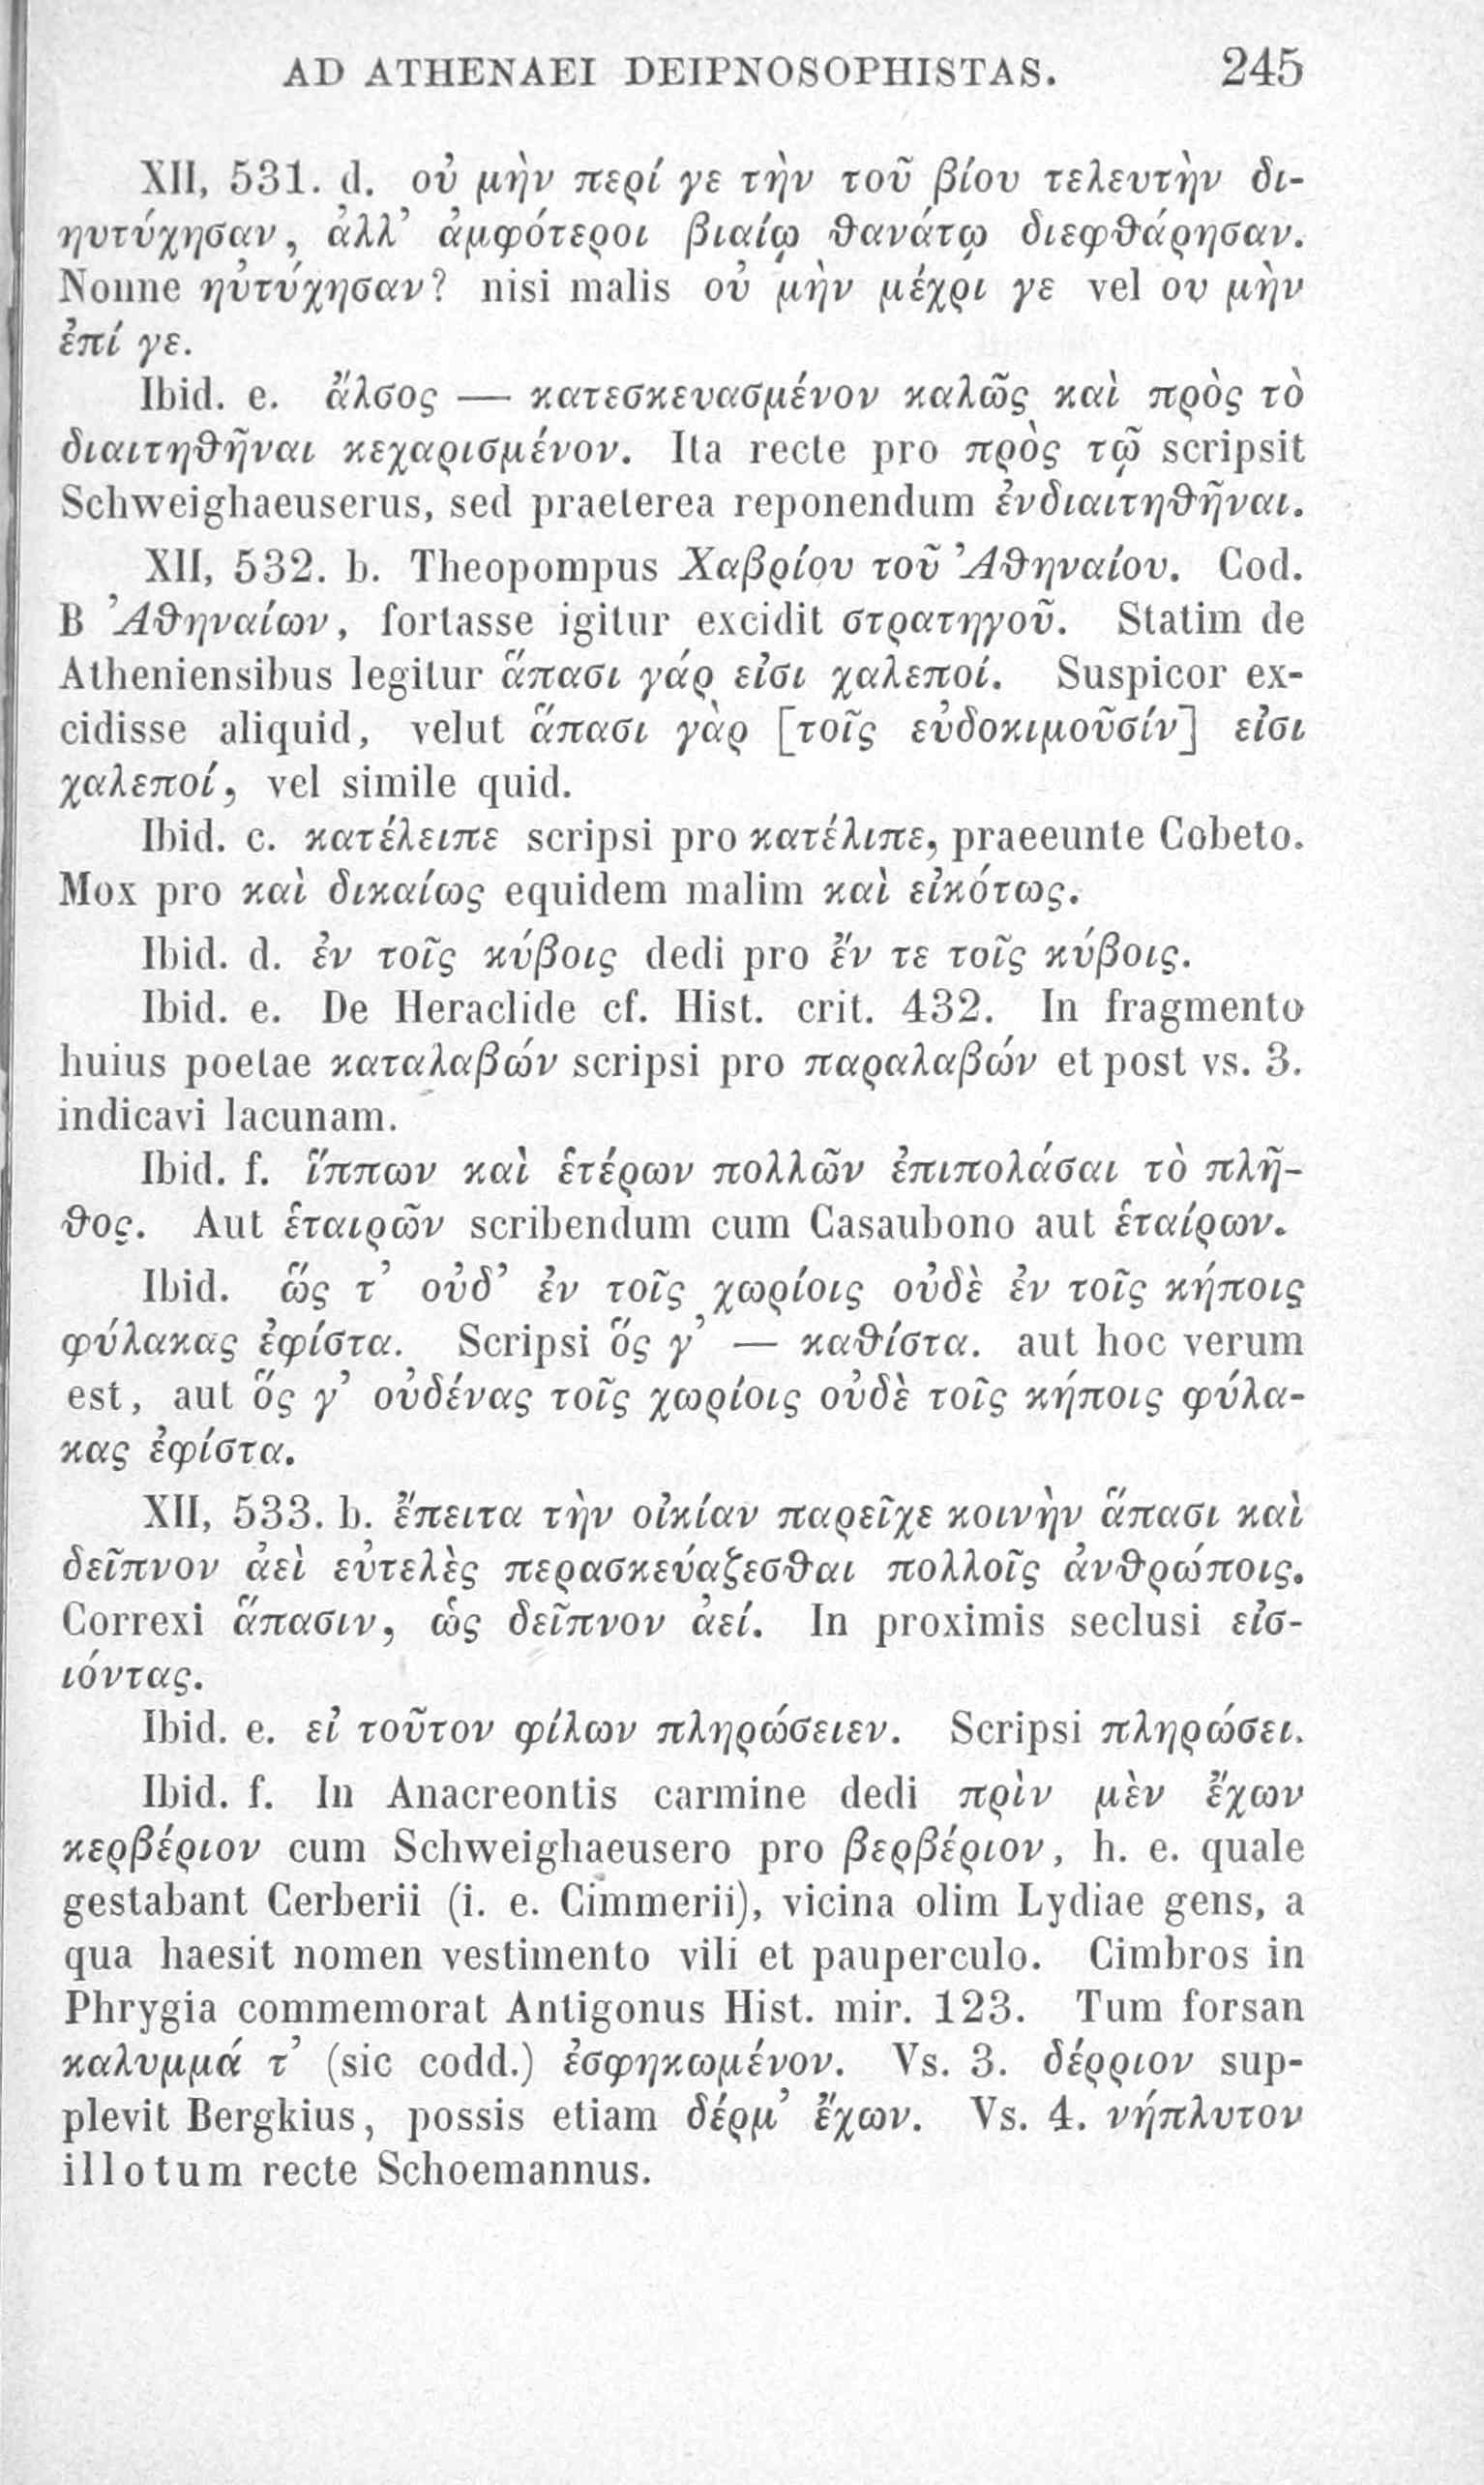 AD ATHENAEI DEIPNOSOPHISTAS. 245
XII, 531. d. οὐ μὴν περί γε τὴν τοῦ βίου τελευτὴν δι-
ηυτύχησαν, ἀλλ’ ἀμφότεροι βιαίῳ θανάτῳ διεφθάρησαν.
Nonne ηὐτύχησαν? nisi malis οὐ μὴν μέχρι γε vel ου μὴν
ἐπί γε.
Ibid. e. ἄλσος — κατεσκευασμένον καλῶς καὶ πρὸς τὸ
διαιτηθῆναι κεχαρισμένον. Ita recte pro πρὸς τῷ scripsit
Schweighaeuserus, sed praeterea reponendum ἐνδιαιτηθῆναι.
XII, 532. b. Theopompus Χαβρίου τοῦ Ἀθηναίου. Cod.
B Ἀθηναίων, fortasse igitur excidit στρατηγοῦ. Statim de
Atheniensibus legitur ἅπασι γάρ εἰσι χαλεποί. Suspicor ex-
cidisse aliquid, velut ἅπασι γὰρ [τοῖς εὐδοκιμοῦσίν] εἰσι
χαλεποί, vel simile quid.
Ibid. c. κατέλειπε scripsi pro κατέλιπε, praeeunte Cobeto.
Mox pro καὶ δικαίως equidem malim καὶ εἰκότως.
Ibid. d. ἐν τοῖς κύβοις dedi pro ἔν τε τοῖς κύβοις.
Ibid. e. De Heraclide cf. Hist. crit. 432. In fragmento
huius poetae καταλαβών scripsi pro παραλαβών et post vs. 3.
indicavi lacunam.
Ibid. f. ἵππων καὶ ἑτέρων πολλῶν ἐπιπολάσαι τὸ πλῆ-
θος. Aut ἑταιρῶν scribendum cum Casaubono aut ἑταίρων.
Ibid. ὥς τ’ οὐδ’ ἐν τοῖς χωρίοις οὐδὲ ἐν τοῖς κήποις
φύλακας ἐφίστα. Scripsi ὅς γ’ — καθίστα. aut hoc verum
est, aut ὅς γ’ οὐδένας τοῖς χωρίοις οὐδὲ τοῖς κήποις φύλα-
κας ἐφίστα.
XII, 533. b. ἔπειτα τὴν οἰκίαν παρεῖχε κοινὴν ἅπασι καὶ
δεῖπνον ἀεὶ εὐτελὲς περασκευάζεσθαι πολλοῖς ἀνθρώποις.
Correxi ἅπασιν, ὡς δεῖπνον ἀεί. In proximis seclusi εἰσ-
ιόντας.
Ibid. e. εἰ τοῦτον φίλων πληρώσειεν. Scripsi πληρώσει.
Ibid. f. In Anacreontis carmine dedi πρὶν μὲν ἔχων
κερβέριον cum Schweighaeusero pro βερβέριον, h. e. quale
gestabant Cerberii (i. e. Cimmerii), vicina olim Lydiae gens, a
qua haesit nomen vestimento vili et pauperculo. Cimbros in
Phrygia commemorat Antigonus Hist. mir. 123. Tum forsan
καλυμμά τ’ (sic codd.) ἐσφηκωμένον. Vs. 3. δέρριον sup-
plevit Bergkius, possis etiam δέρμ’ ἔχων. Vs. 4. νήπλυτον
illotum recte Schoemannus.